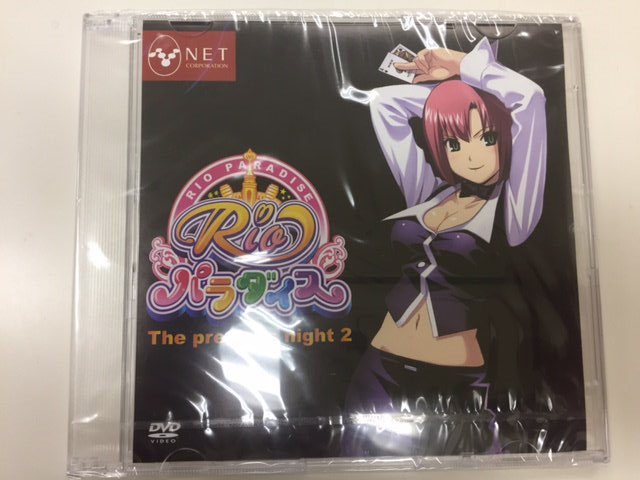 NET
CORPORATION
RIO PARADISE
Rio
パラダイス
The night 2
DVD
VIDEO